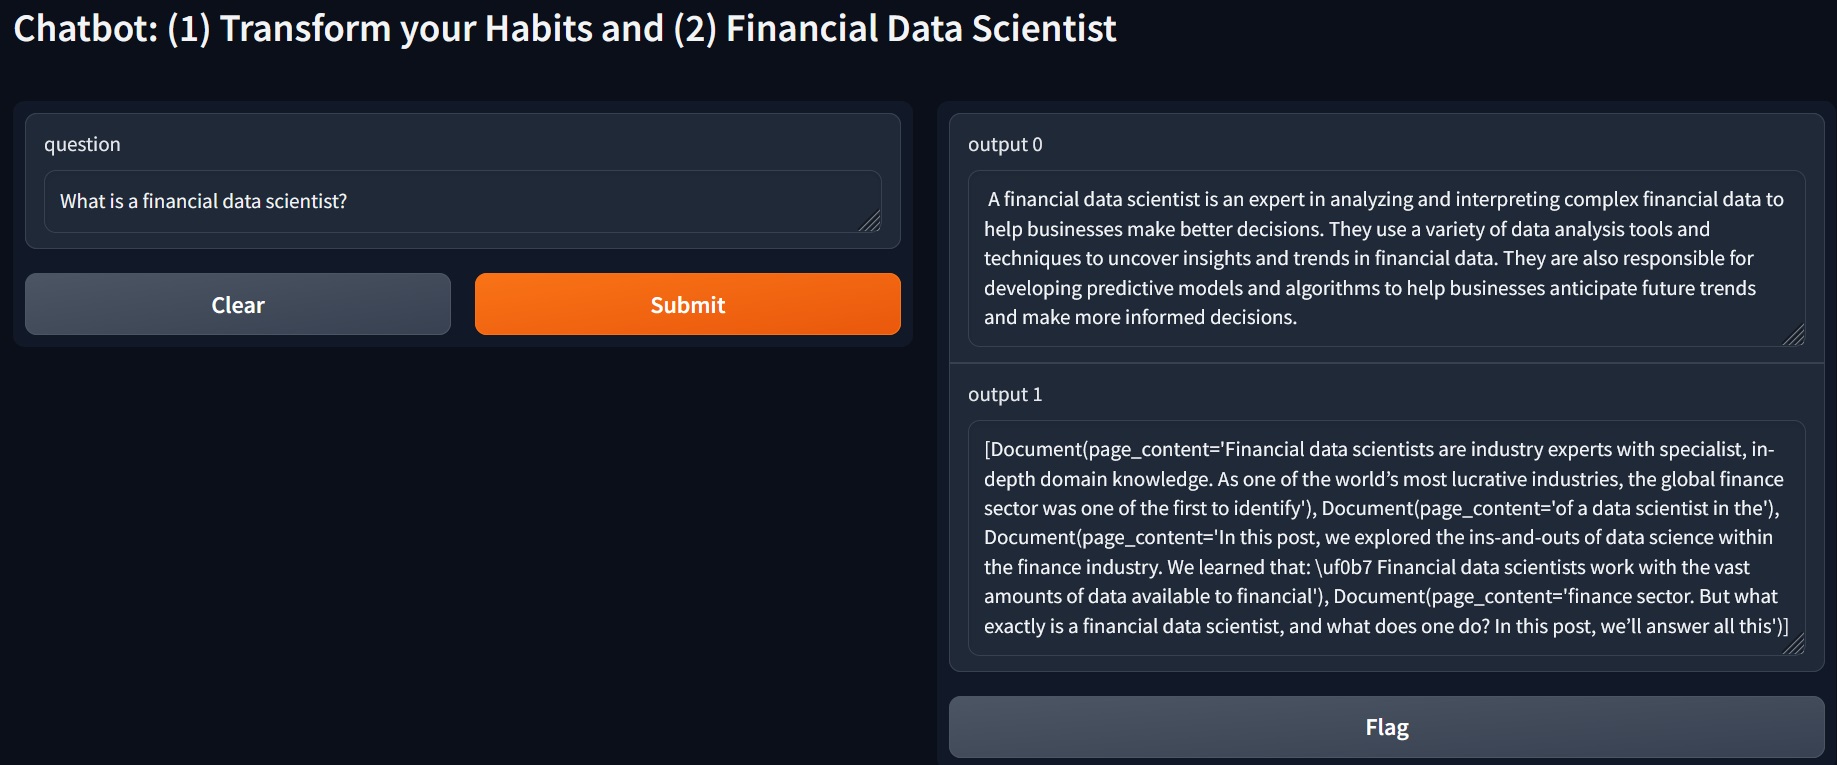 Chatbot: (1) Transform your Habits and (2) Financial Data Scientist
question
What is a financial data scientist?
Clear
Submit
output 0
A financial data scientist is an expert in analyzing and interpreting complex financial data to
help businesses make better decisions. They use a variety of data analysis tools and
techniques to uncover insights and trends in financial data. They are also responsible for
developing predictive models and algorithms to help businesses anticipate future trends
and make more informed decisions.
output 1
[Document(page_content='Financial data scientists are industry experts with specialist, in-
depth domain knowledge. As one of the world’s most lucrative industries, the global finance
sector was one of the first to identify'), Document(page_content='of a data scientist in the'),
Document(page_content='In this post, we explored the ins-and-outs of data science within
the finance industry. We learned that: \uf0b7 Financial data scientists work with the vast
amounts of data available to financial'), Document(page_content='finance sector. But what
exactly is a financial data scientist, and what does one do? In this post, we’ll answer all this')]
Flag